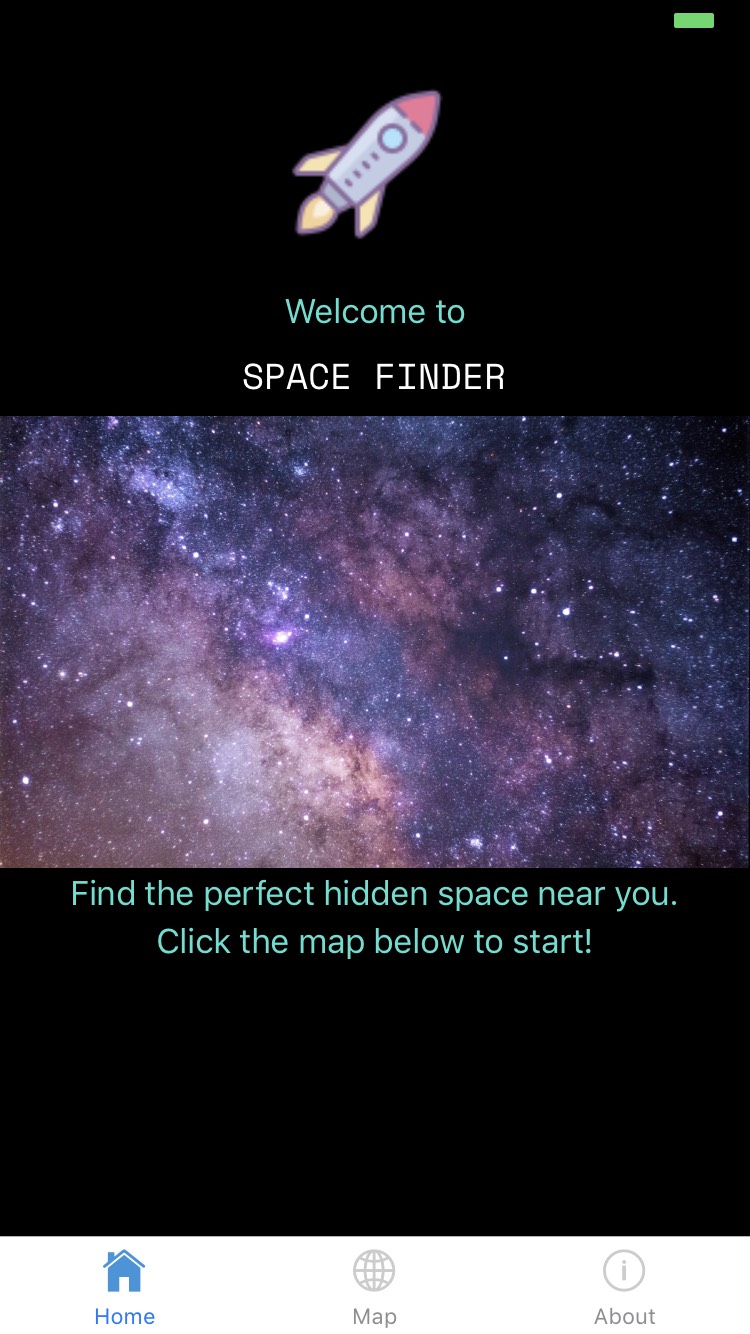 Welcome to
SPACE FINDER
Find the perfect hidden space near you.
Click the map below to start!
Home
Map
About